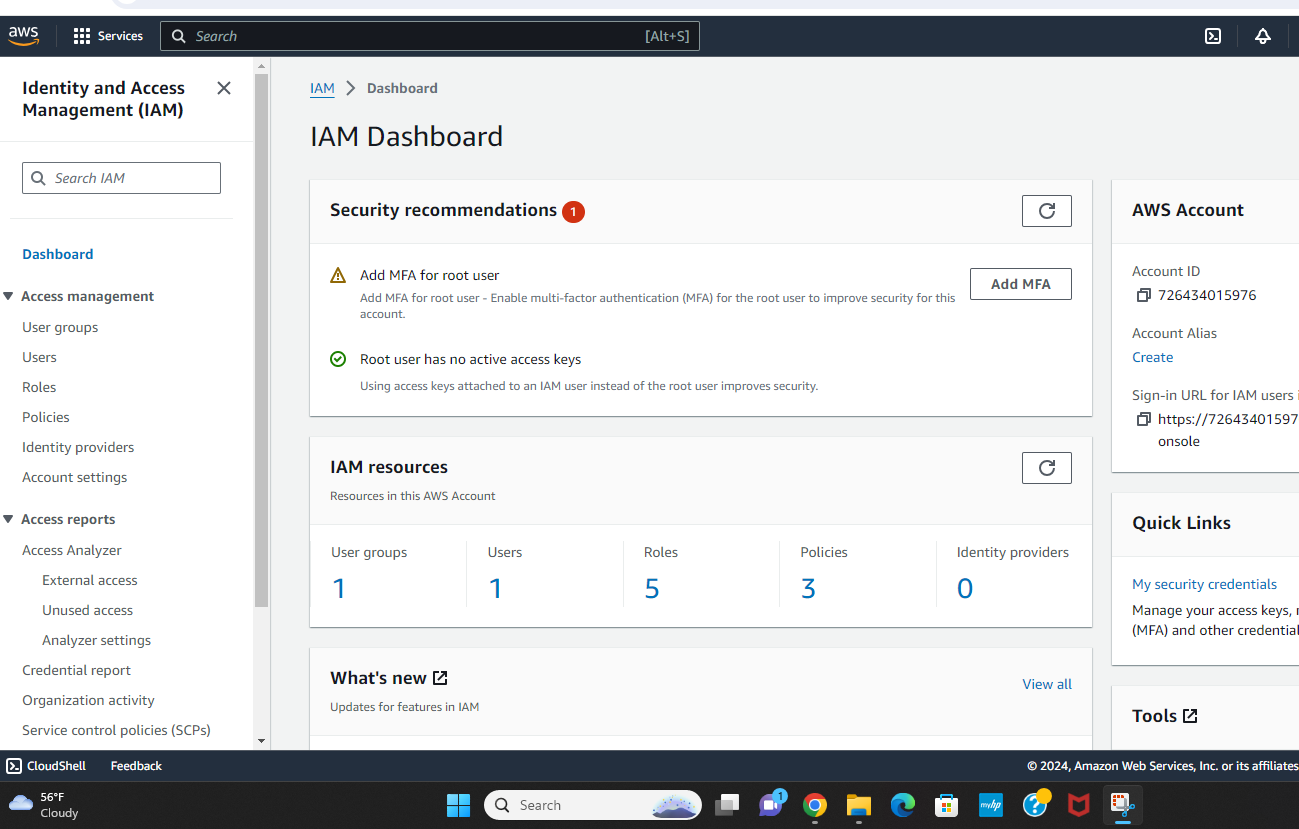 aws
Services
Search
[Alt+S]
Identity and Access
Management (IAM)
Search IAM
Dashboard
Access management
User groups
Users
Roles
Policies
Identity providers
Account settings
Access reports
Access Analyzer
External access
Unused access
Analyzer settings
Credential report
Organization activity
Service control policies (SCPs)
IAM
Dashboard
IAM Dashboard
Security recommendations 1
Add MFA for root user
Add MFA for root user - Enable multi-factor authentication (MFA) for the root user to improve security for this
account.
Add MFA
Root user has no active access keys
Using access keys attached to an IAM user instead of the root user improves security.
IAM resources
Resources in this AWS Account
User groups
1
Users
1
Roles
5
Policies
3
Identity providers
0
What's new
Updates for features in IAM
View all
AWS Account
Account ID
726434015976
Account Alias
Create
Sign-in URL for IAM users
https://72643401597
onsole
Quick Links
My security credentials
Manage your access keys,
(MFA) and other credential
Tools
CloudShell
Feedback
© 2024, Amazon Web Services, Inc. or its affiliates
56°F
Cloudy
Search
1
myhp